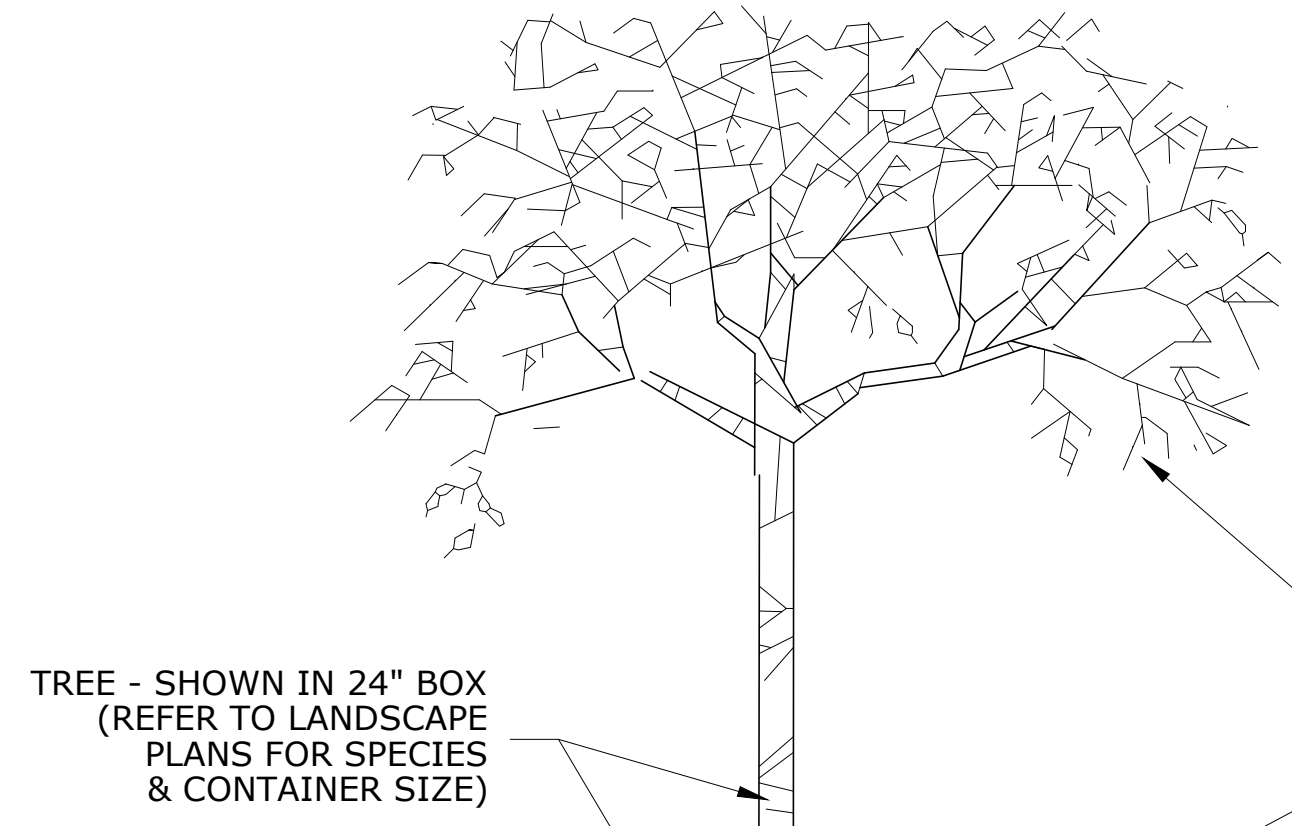 TREE - SHOWN IN 24" BOX
(REFER TO LANDSCAPE
PLANS FOR SPECIES
& CONTAINER SIZE)